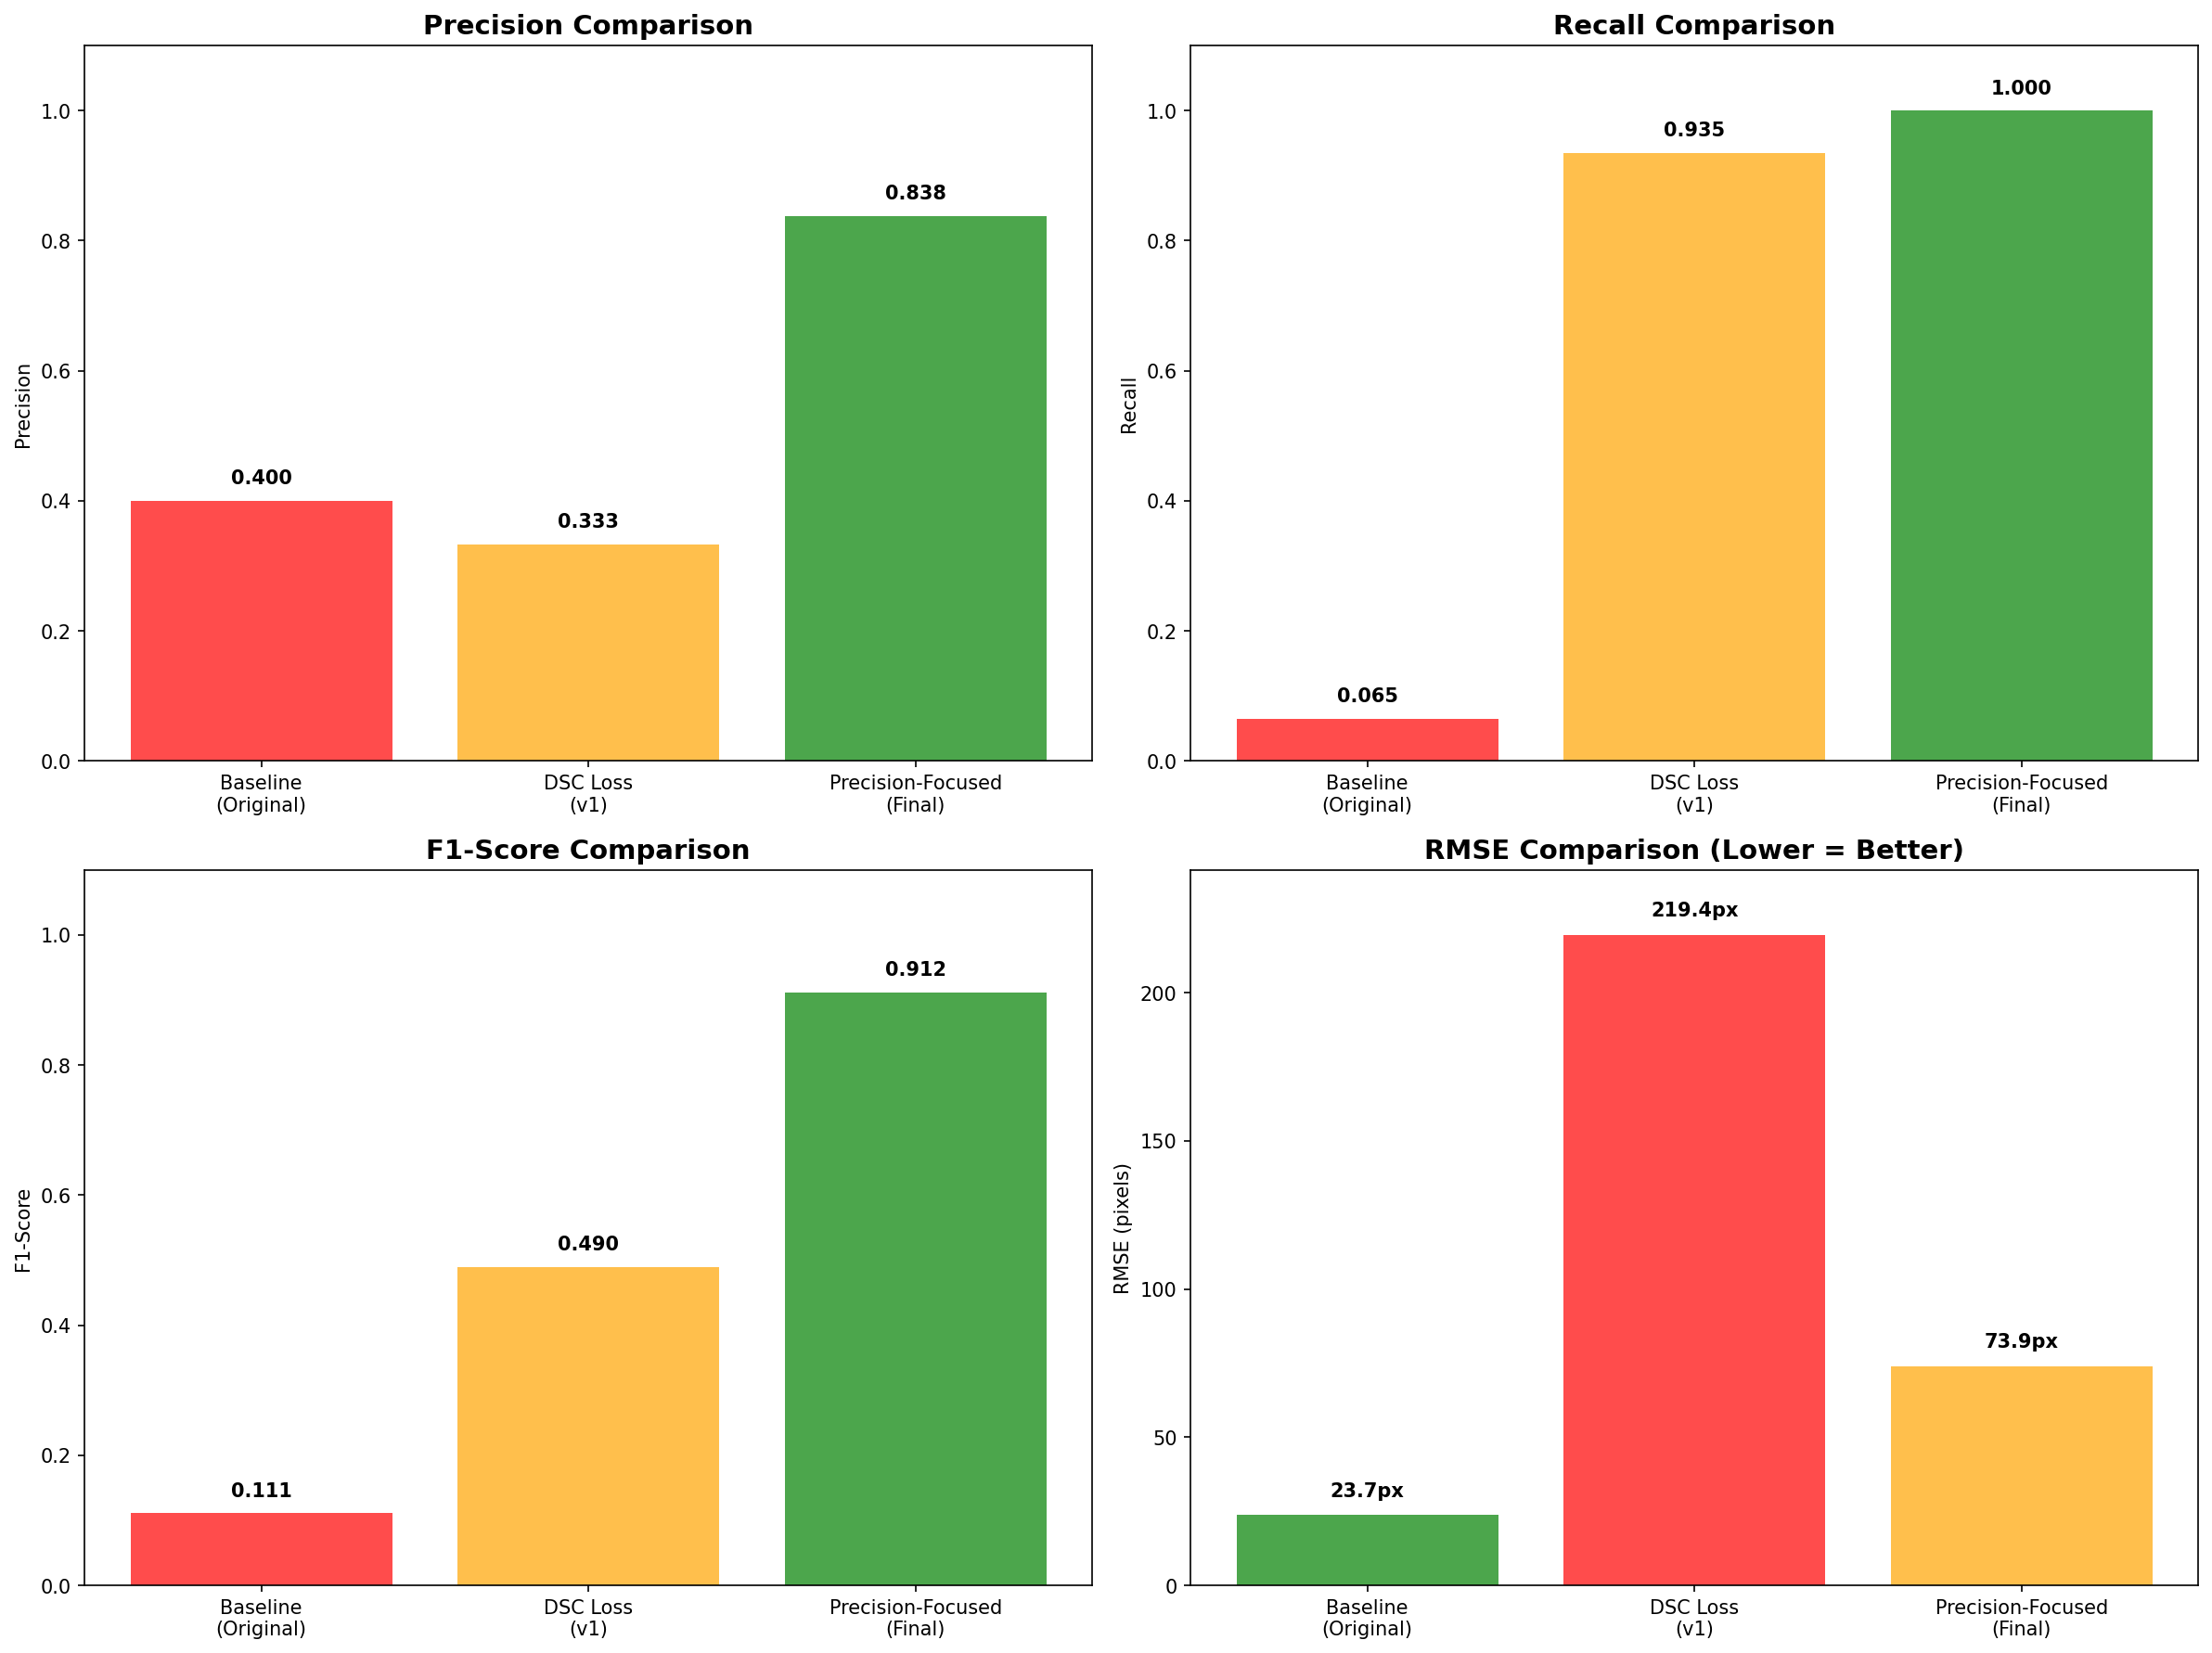 Precision Comparison
Precision
1.0
0.8
0.6
0.4
0.2
0.0
0.400
0.333
0.838
Baseline
(Original)
DSC Loss
(v1)
Precision-Focused
(Final)
Recall Comparison
Recall
1.0
0.8
0.6
0.4
0.2
0.0
0.065
0.935
1.000
Baseline
(Original)
DSC Loss
(v1)
Precision-Focused
(Final)
F1-Score Comparison
F1-Score
1.0
0.8
0.6
0.4
0.2
0.0
0.111
0.490
0.912
Baseline
(Original)
DSC Loss
(v1)
Precision-Focused
(Final)
RMSE Comparison (Lower = Better)
RMSE (pixels)
200
150
100
50
0
23.7px
219.4px
73.9px
Baseline
(Original)
DSC Loss
(v1)
Precision-Focused
(Final)